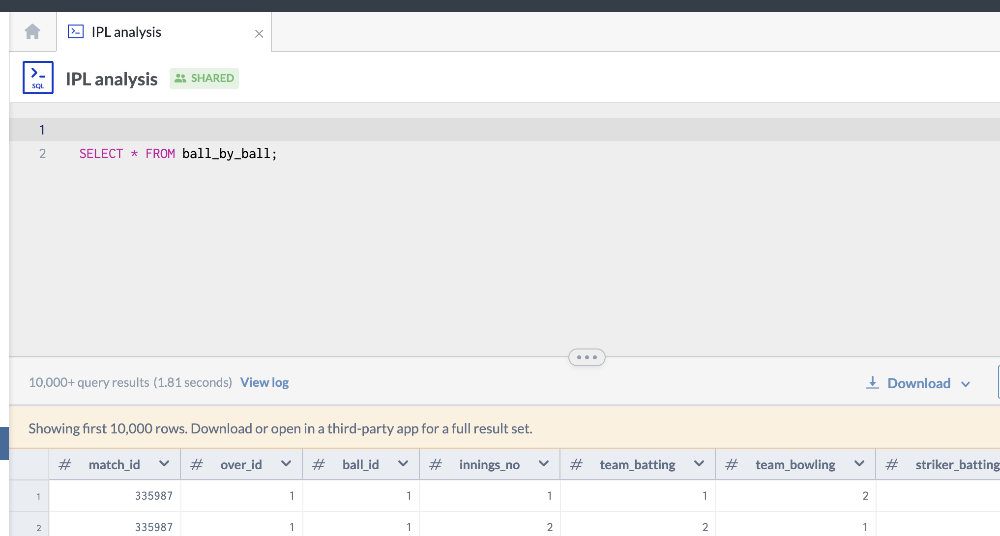 IPL analysis
SQL
IPL analysis SHARED
1
2 SELECT * FROM ball_by_ball;
10,000+ query results (1.81 seconds) View log Download
Showing first 10,000 rows. Download or open in a third-party app for a full result set.
# match_id # over_id # ball_id # innings_no # team_batting # team_bowling # striker_batting
1 335987 1 1 1 1 2
2 335987 1 1 2 2 1